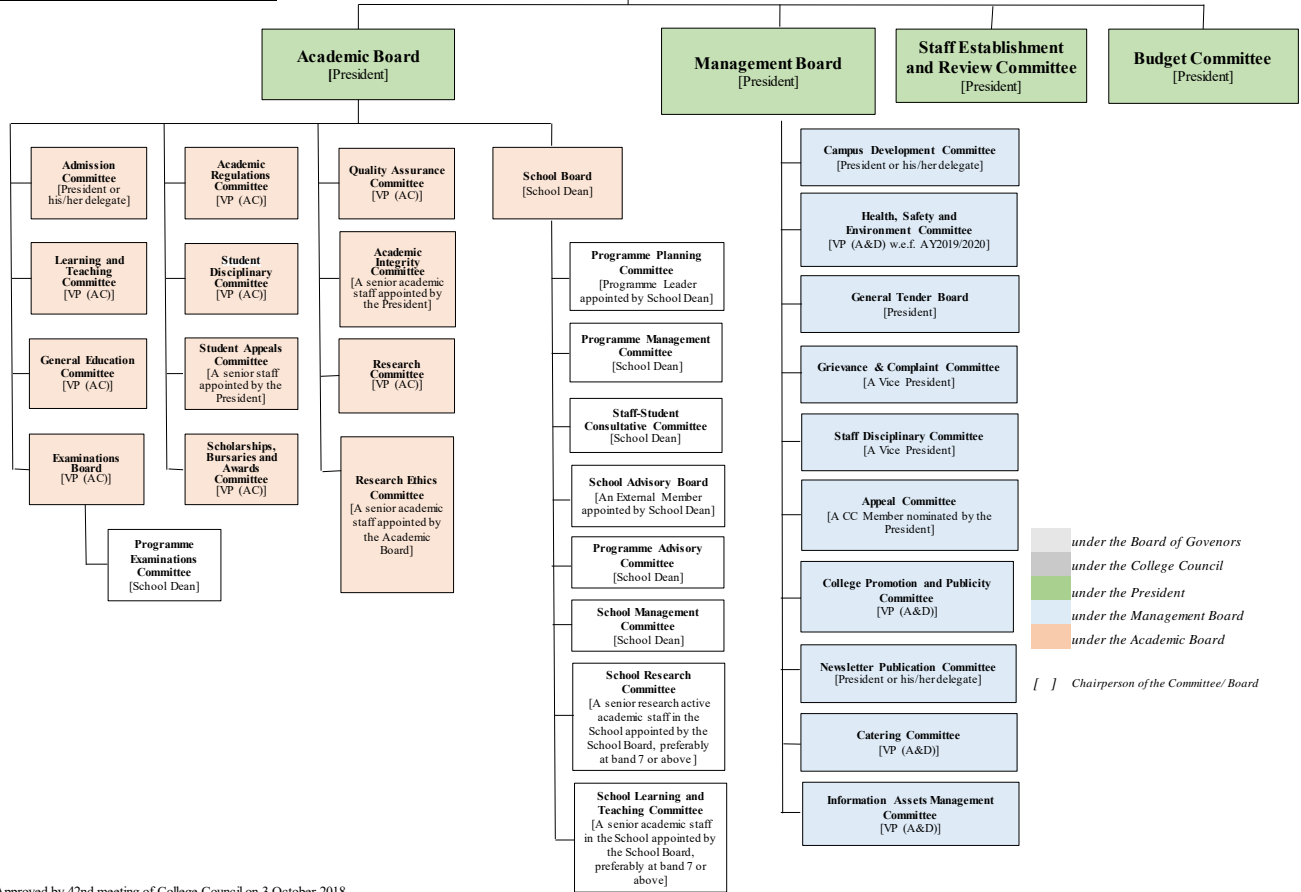 Academic Board
[President]
Management Board
[President]
Staff Establishment
and Review Committee
[President]
Budget Committee
[President]
Admission
Committee
[President or
his/her delegate]
Learning and
Teaching
Committee
[VP (AC)]
General Education
Committee
[VP (AC)]
Examinations
Board
[VP (AC)]
Programme
Examinations
Committee
[School Dean]
Academic
Regulations
Committee
[VP (AC)]
Student
Disciplinary
Committee
[VP (AC)]
Student Appeals
Committee
[A senior staff
appointed by the
President]
Scholarships,
Bursaries and
Awards
Committee
[VP (AC)]
Quality Assurance
Committee
[VP (AC)]
Academic
Integrity
Committee
[A senior academic
staff appointed by
the President]
Research
Committee
[VP (AC)]
Research Ethics
Committee
[A senior academic
staff appointed by
the Academic
Board]
School Board
[School Dean]
Programme Planning
Committee
[Programme Leader
appointed by School Dean]
Programme Management
Committee
[School Dean]
Staff-Student
Consultative Committee
[School Dean]
School Advisory Board
[An External Member
appointed by School Dean]
Programme Advisory
Committee
[School Dean]
School Management
Committee
[School Dean]
School Research
Committee
[A senior research active
academic staff in the
School appointed by the
School Board, preferably
at band 7 or above]
School Learning and
Teaching Committee
[A senior academic staff
in the School appointed by
the School Board,
preferably at band 7 or
above]
Campus Development Committee
[President or his/her delegate]
Health, Safety and
Environment Committee
[VP (A&D) w.e.f. AY2019/2020]
General Tender Board
[President]
Grievance & Complaint Committee
[A Vice President]
Staff Disciplinary Committee
[A Vice President]
Appeal Committee
[A CC Member nominated by the
President]
College Promotion and Publicity
Committee
[VP (A&D)]
Newsletter Publication Committee
[President or his/her delegate]
Catering Committee
[VP (A&D)]
Information Assets Management
Committee
[VP (A&D)]
under the Board of Govenors
under the College Council
under the President
under the Management Board
under the Academic Board
[ ] Chairperson of the Committee/ Board
Approved by 42nd meeting of College Council on 3 October 2018